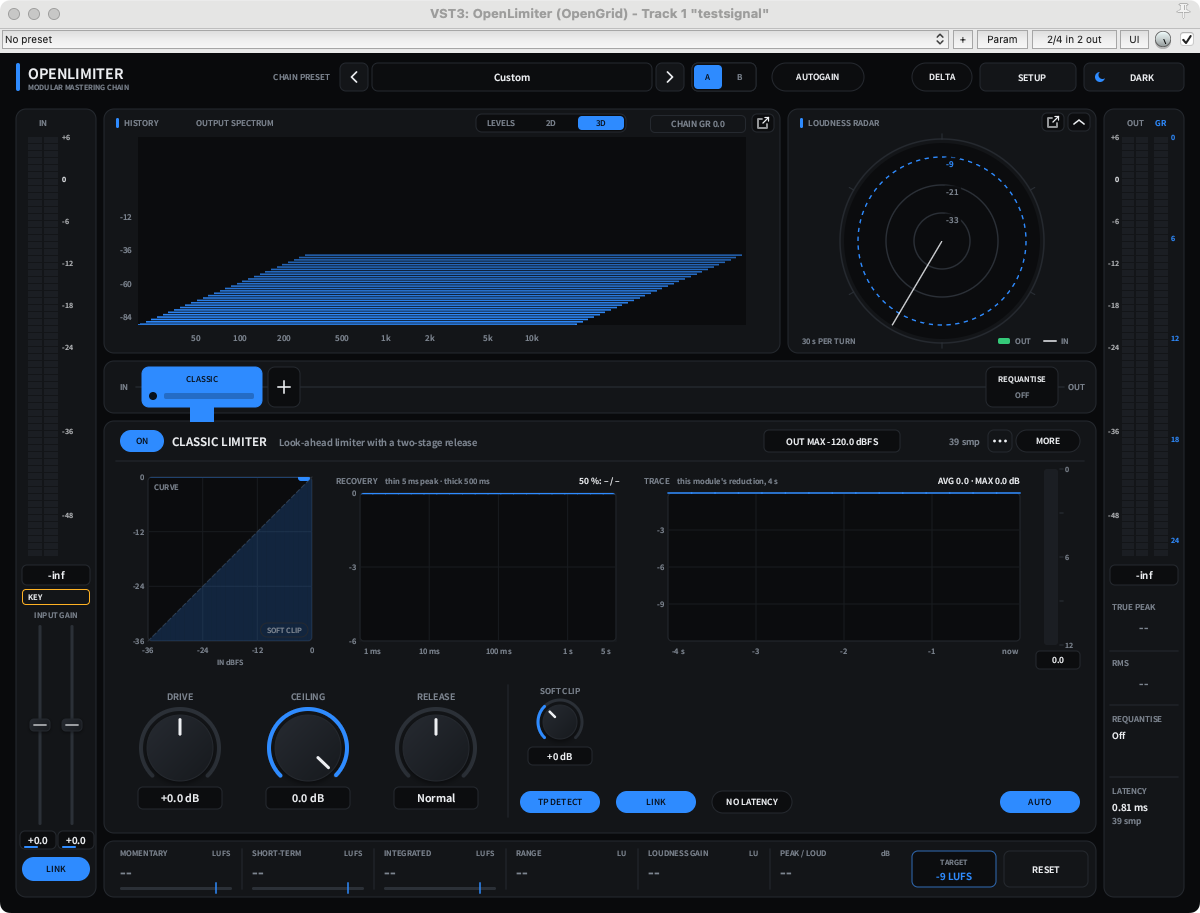 VST3: OpenLimiter (OpenGrid) - Track 1 "testsignal"
No preset
+
Param
2/4 in 2 out
UI
OPENLIMITER
MODULAR MASTERING CHAIN
CHAIN PRESET
Custom
A
B
AUTOGAIN
DELTA
SETUP
DARK
IN
+6
0
-6
-12
-18
-24
-36
-48
-inf
KEY
INPUT GAIN
+0.0
+0.0
LINK
HISTORY
OUTPUT SPECTRUM
LEVELS
2D
3D
CHAIN GR 0.0
-12
-36
-60
-84
50
100
200
500
1k
2k
5k
10k
LOUDNESS RADAR
-9
-21
-33
30 s PER TURN
OUT
IN
IN
CLASSIC
+
REQUANTISE
OFF
OUT
ON
CLASSIC LIMITER
Look-ahead limiter with a two-stage release
OUT MAX -120.0 dBFS
39 smp
•••
MORE
CURVE
0
-12
-24
-36
SOFT CLIP
-36
-24
-12
0
IN dBFS
RECOVERY
thin 5 ms peak · thick 500 ms
50 %: – / –
0
-3
-6
1 ms
10 ms
100 ms
1 s
5 s
TRACE
this module's reduction, 4 s
AVG 0.0 · MAX 0.0 dB
-3
-6
-9
-4 s
-3
-2
-1
now
0
6
12
0.0
DRIVE
+0.0 dB
CEILING
0.0 dB
RELEASE
Normal
SOFT CLIP
+0 dB
TP DETECT
LINK
NO LATENCY
AUTO
MOMENTARY
LUFS
--
SHORT-TERM
LUFS
--
INTEGRATED
LUFS
--
RANGE
LU
--
LOUDNESS GAIN
LU
--
PEAK / LOUD
dB
--
TARGET
-9 LUFS
RESET
OUT
GR
+6
0
-6
-12
-18
-24
-36
-48
0
6
12
18
24
-inf
TRUE PEAK
--
RMS
--
REQUANTISE
Off
LATENCY
0.81 ms
39 smp